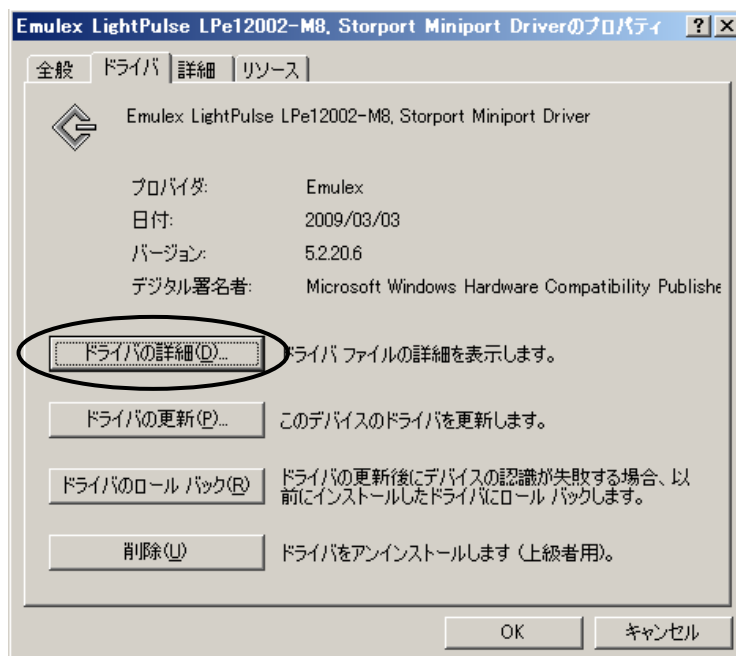 Emulex LightPulse LPe12002-M8, Storport Miniport Driverのプロパティ
全般 ドライバ 詳細 リソース
Emulex LightPulse LPe12002-M8, Storport Miniport Driver
プロバイダ: Emulex
日付: 2009/03/03
バージョン: 5.2.20.6
デジタル署名者: Microsoft Windows Hardware Compatibility Publishe
ドライバの詳細(D)... ドライバ ファイルの詳細を表示します。
ドライバの更新(P)... このデバイスのドライバを更新します。
ドライバのロール バック(R) ドライバの更新後にデバイスの認識が失敗する場合、以
前にインストールしたドライバにロール バックします。
削除(U) ドライバをアンインストールします (上級者用)。
OK キャンセル